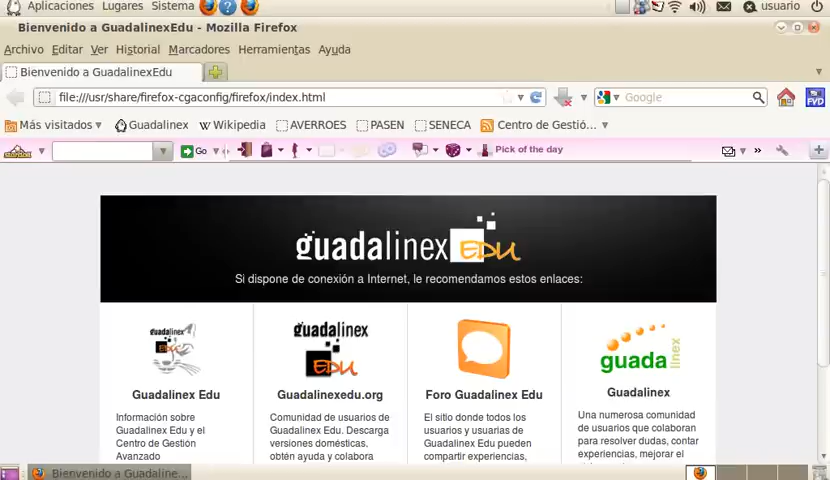 Aplicaciones Lugares Sistema usuario
Bienvenido a GuadalinexEdu - Mozilla Firefox
Archivo Editar Ver Historial Marcadores Herramientas Ayuda
Bienvenido a GuadalinexEdu
file:///usr/share/firefox-cgaconfig/firefox/index.html Google FVD
Más visitados Guadalinex Wikipedia AVERROES PASEN SENECA Centro de Gestió...
Go Pick of the day
guadalinex EDU
Si dispone de conexión a Internet, le recomendamos estos enlaces:
guadalinex EDU
Guadalinex Edu
Información sobre
Guadalinex Edu y el
Centro de Gestión
Avanzado
guadalinex EDU
Guadalinexedu.org
Comunidad de usuarios de
Guadalinex Edu. Descarga
versiones domésticas,
obtén ayuda y colabora
Foro Guadalinex Edu
El sitio donde todos los
usuarios y usuarias de
Guadalinex Edu pueden
compartir experiencias,
guadalinex
Guadalinex
Una numerosa comunidad
de usuarios que colaboran
para resolver dudas, contar
experiencias, mejorar el
Bienvenido a Guadaline...